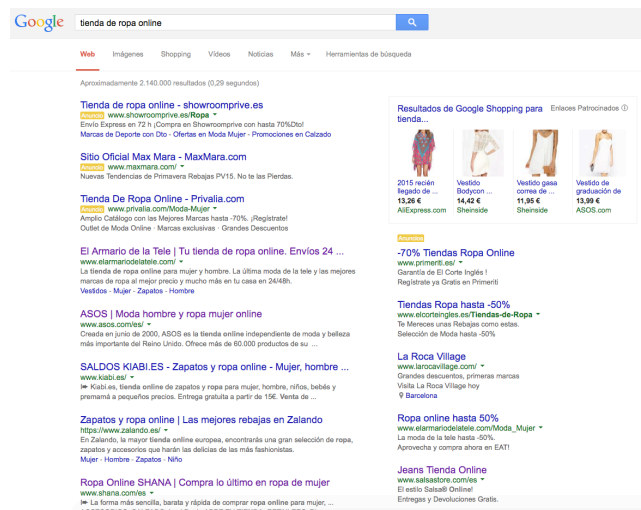 Google
tienda de ropa online
Web Imágenes Shopping Vídeos Noticias Más Herramientas de búsqueda
Aproximadamente 2.140.000 resultados (0,29 segundos)
Tienda de ropa online - showroomprive.es
Anuncio www.showroomprive.es/Ropa
Envío Express en 72 h ¡Compra en Showroomprive con hasta 70%Dto!
Marcas de Deporte con Dto - Ofertas en Moda Mujer - Promociones en Calzado
Sitio Oficial Max Mara - MaxMara.com
Anuncio www.maxmara.com/
Nuevas Tendencias de Primavera Rebajas PV15. No te las Pierdas.
Tienda De Ropa Online - Privalia.com
Anuncio www.privalia.com/Moda-Mujer
Amplio Catálogo con las Mejores Marcas hasta -70%. ¡Regístrate!
Outlet de Moda Online · Marcas exclusivas · Grandes Descuentos
El Armario de la Tele | Tu tienda de ropa online. Envíos 24 ...
www.elarmariodelatele.com/
La tienda de ropa online para mujer y hombre. La última moda de la tele y las mejores
marcas de ropa al mejor precio y mucho más en tu casa en 24/48h.
Vestidos - Mujer - Zapatos - Hombre
ASOS | Moda hombre y ropa mujer online
www.asos.com/es/
Creada en junio de 2000, ASOS es la tienda online independiente de moda y belleza
más importante del Reino Unido. Ofrece más de 60.000 productos de su ...
SALDOS KIABI.ES - Zapatos y ropa online - Mujer, hombre ...
www.kiabi.es/
Kiabi.es, tienda online de zapatos y ropa para mujer, hombre, niños, bebés y
premamá a pequeños precios. Entrega gratuita a partir de 15€. Venta de ...
Zapatos y ropa online | Las mejores rebajas en Zalando
https://www.zalando.es/
En Zalando, la mayor tienda online europea, encontrarás una gran selección de ropa,
zapatos y accesorios que harán las delicias de las más fashionistas.
Mujer - Hombre - Zapatos - Niño
Ropa Online SHANA | Compra lo último en ropa de mujer
www.shana.com/es
La forma más sencilla, barata y rápida de comprar ropa online para mujer, ...
Resultados de Google Shopping para Enlaces Patrocinados
tienda...
2015 recién
llegado de ...
13,26 €
AliExpress.com
Vestido
Bodycon ...
14,42 €
Sheinside
Vestido gasa
correa de ...
11,95 €
Sheinside
Vestido de
graduación de
13,99 €
ASOS.com
Anuncios
-70% Tiendas Ropa Online
www.primeriti.es/
Garantía de El Corte Inglés !
Registrate ya Gratis en Primeriti
Tiendas Ropa hasta -50%
www.elcorteingles.es/Tiendas-de-Ropa
Te Mereces unas Rebajas como estas.
Selección de Moda hasta -50%
La Roca Village
www.larocavillage.com/
Grandes descuentos, primeras marcas
Visita La Roca Village hoy
Barcelona
Ropa online hasta 50%
www.elarmariodelatele.com/Moda_Mujer
La moda de la tele hasta -50%.
Aprovecha y compra ahora en EAT!
Jeans Tienda Online
www.salsastore.com/es
El estilo Salsa® Online!
Entregas y Devoluciones Gratis.